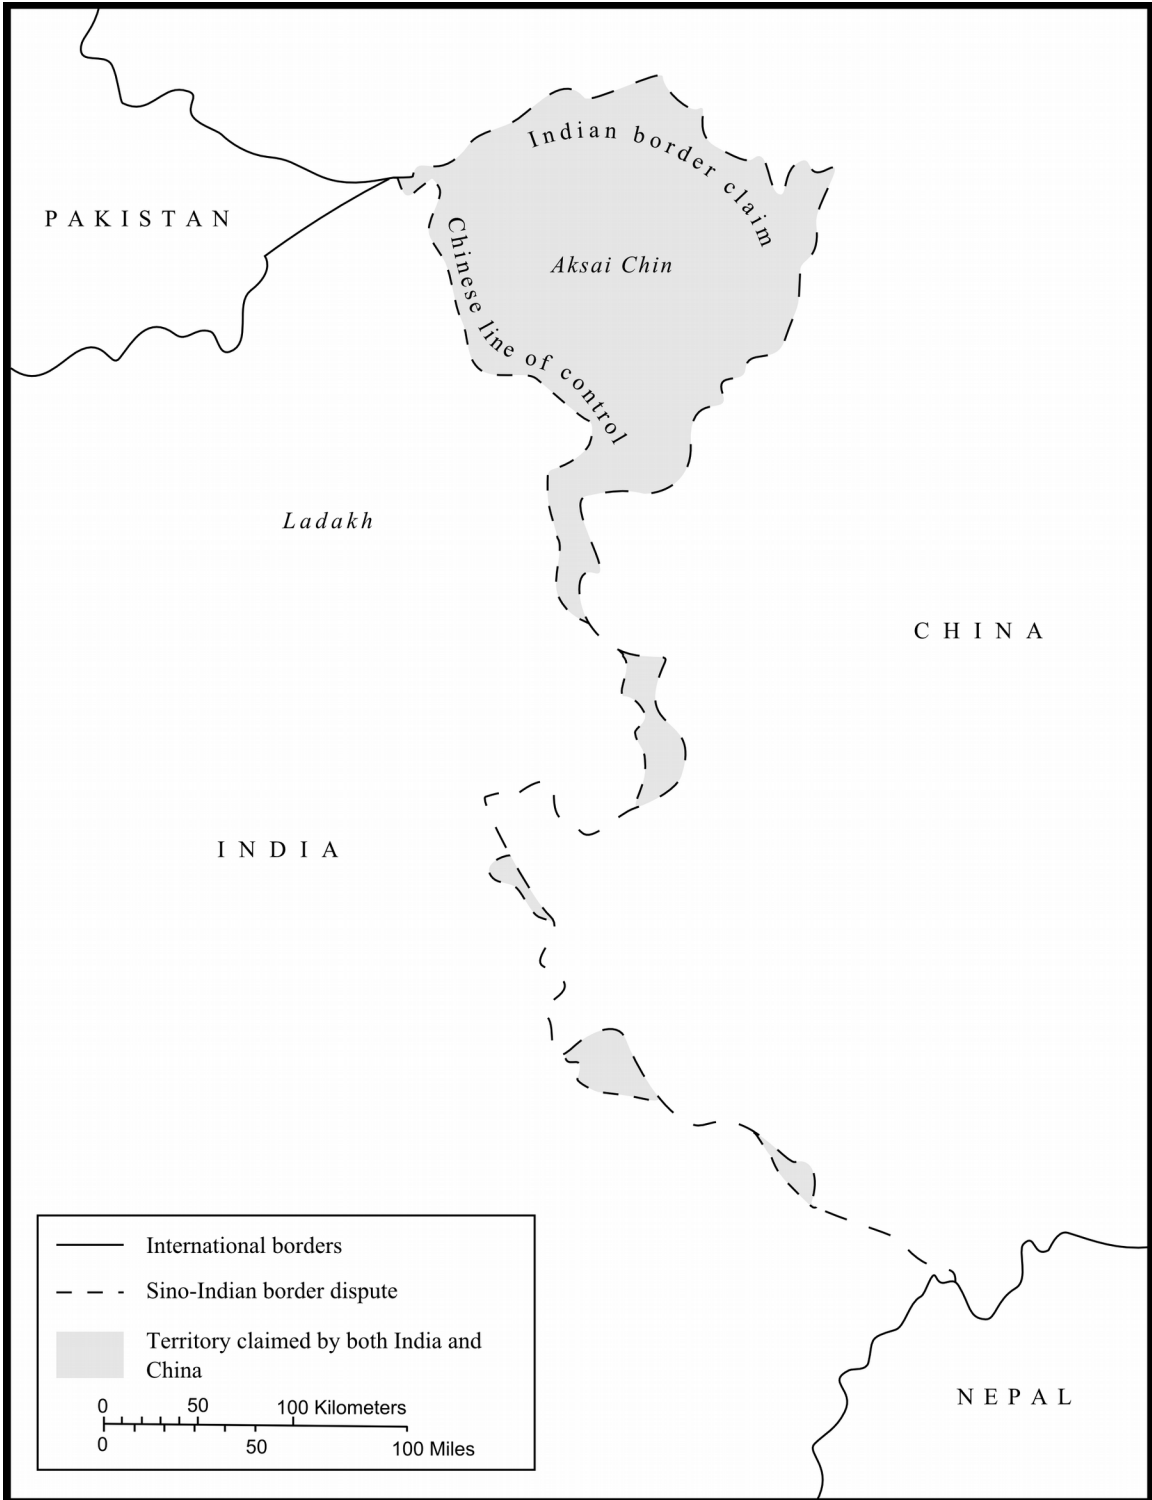 Indian border claim
PAKISTAN
Chinese line of control
Aksai Chin
Ladakh
CHINA
INDIA
International borders
Sino-Indian border dispute
Territory claimed by both India and
China
0 50 100 Kilometers
0 50 100 Miles
NEPAL